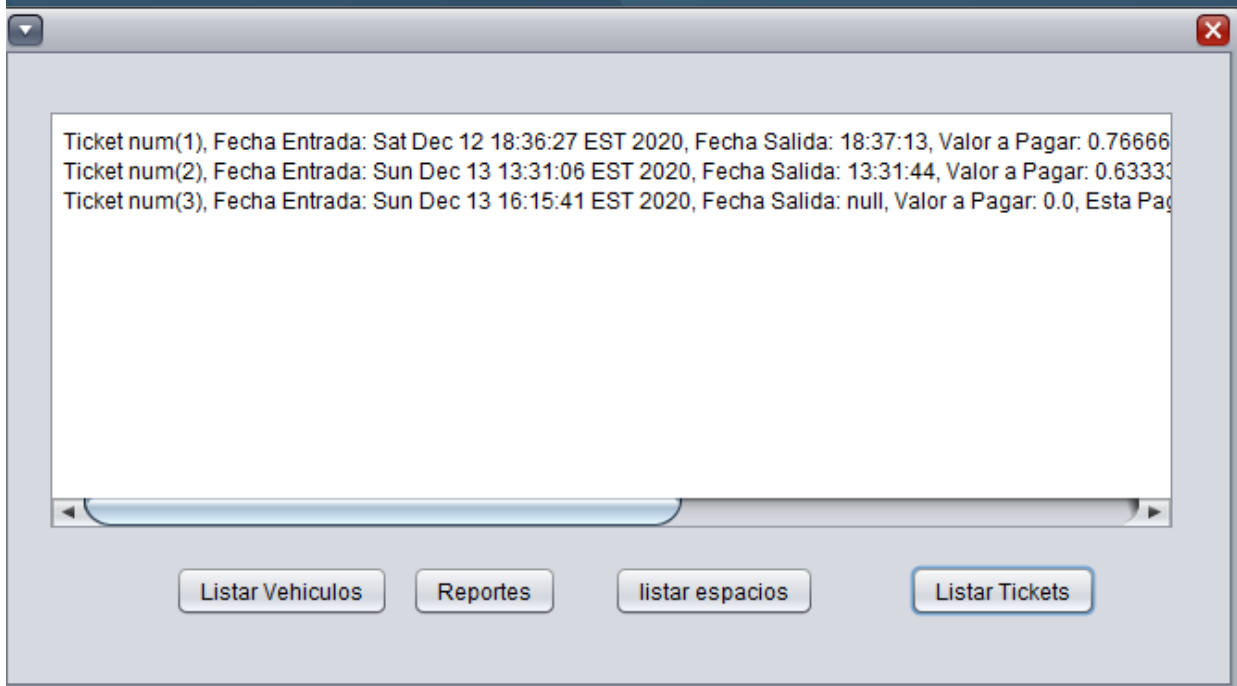 Ticket num(1), Fecha Entrada: Sat Dec 12 18:36:27 EST 2020, Fecha Salida: 18:37:13, Valor a Pagar: 0.76666
Ticket num(2), Fecha Entrada: Sun Dec 13 13:31:06 EST 2020, Fecha Salida: 13:31:44, Valor a Pagar: 0.63333
Ticket num(3), Fecha Entrada: Sun Dec 13 16:15:41 EST 2020, Fecha Salida: null, Valor a Pagar: 0.0, Esta Pag
Listar Vehiculos Reportes listar espacios Listar Tickets